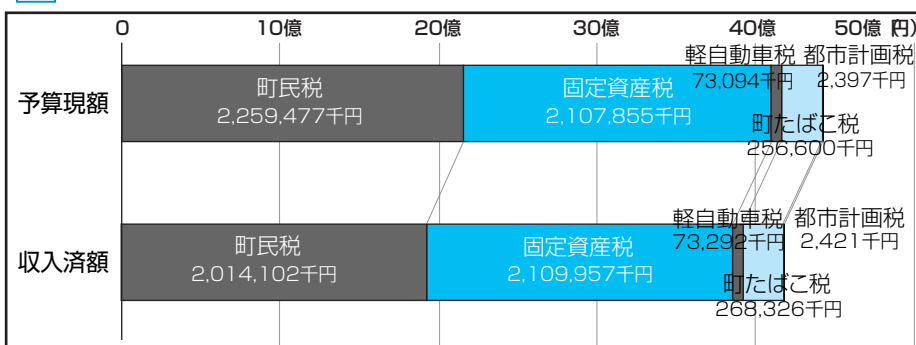 0 10億 20億 30億 40億 50億（円）
軽自動車税 都市計画税
73,094千円 2,397千円
予算現額
町民税
2,259,477千円
固定資産税
2,107,855千円
町たばこ税
256,600千円
軽自動車税 都市計画税
73,292千円 2,421千円
収入済額
町民税
2,014,102千円
固定資産税
2,109,957千円
町たばこ税
268,326千円